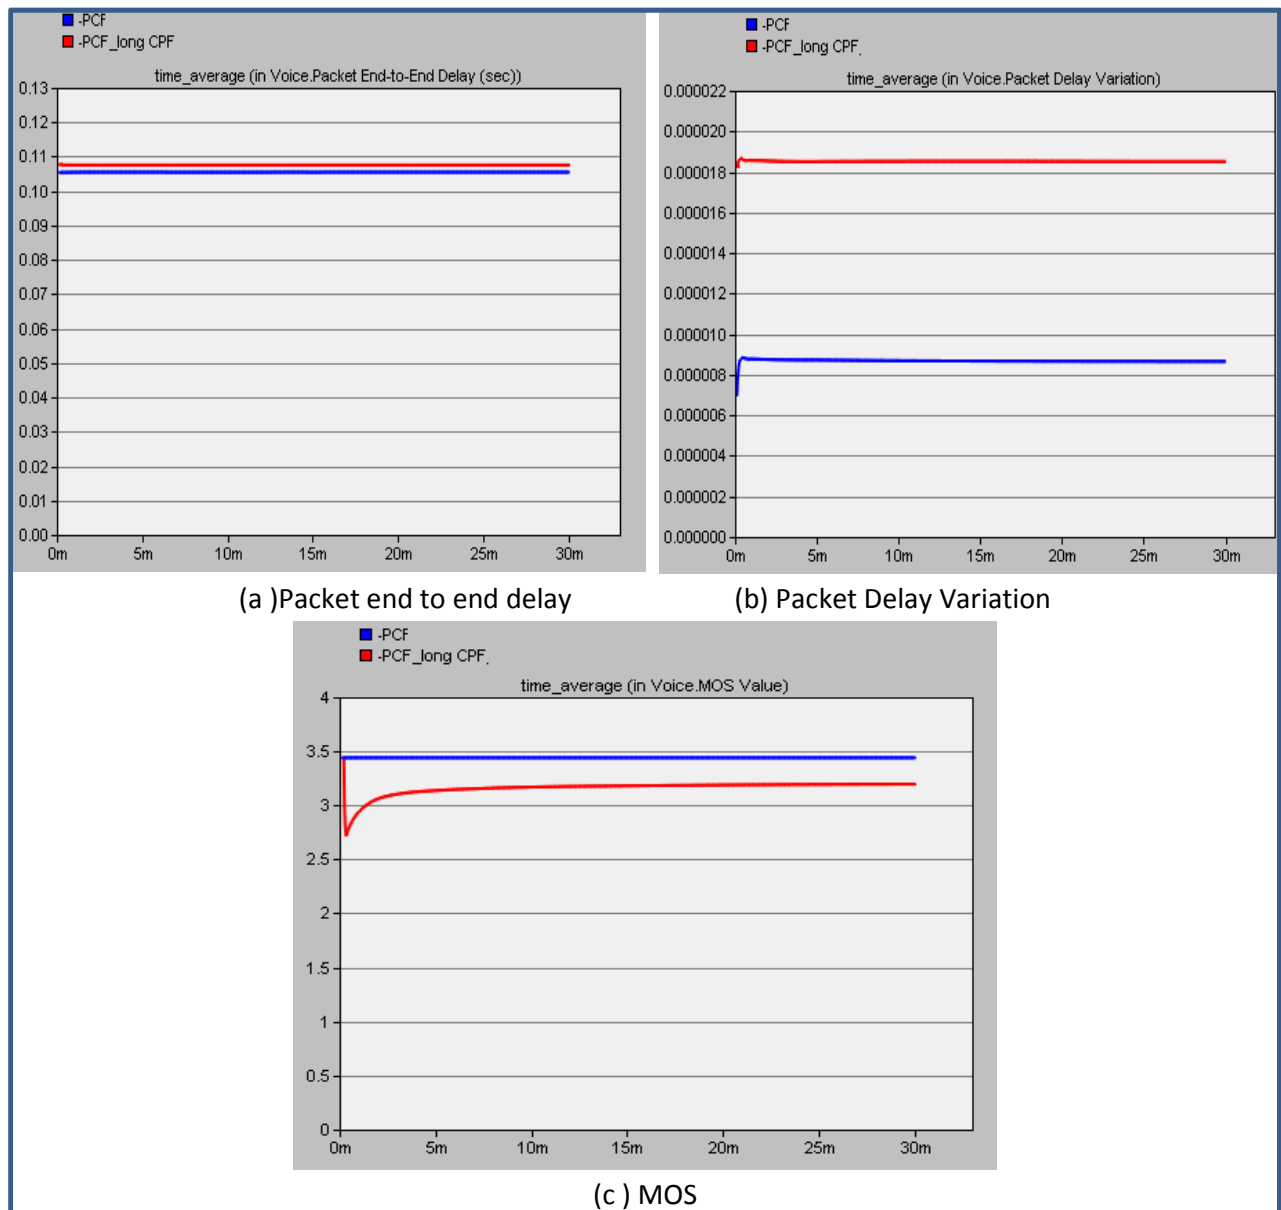 -PCF
-PCF_long CPF
time_average (in Voice.Packet End-to-End Delay (sec))
0.13
0.12
0.11
0.10
0.09
0.08
0.07
0.06
0.05
0.04
0.03
0.02
0.01
0.00
0m 5m 10m 15m 20m 25m 30m
-PCF
-PCF_long CPF.
time_average (in Voice.Packet Delay Variation)
0.000022
0.000020
0.000018
0.000016
0.000014
0.000012
0.000010
0.000008
0.000006
0.000004
0.000002
0.000000
0m 5m 10m 15m 20m 25m 30m
(a )Packet end to end delay
(b) Packet Delay Variation
-PCF
-PCF_long CPF.
time_average (in Voice.MOS Value)
4
3.5
3
2.5
2
1.5
1
0.5
0
0m 5m 10m 15m 20m 25m 30m
(c ) MOS